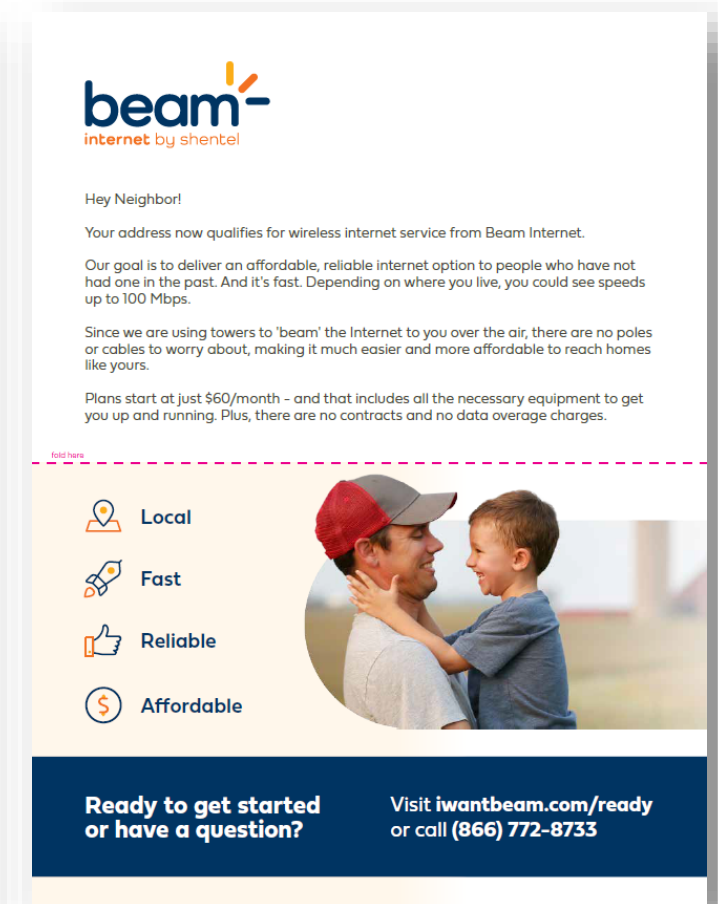 beam
internet by shentel
Hey Neighbor!
Your address now qualifies for wireless internet service from Beam Internet.
Our goal is to deliver an affordable, reliable internet option to people who have not
had one in the past. And it's fast. Depending on where you live, you could see speeds
up to 100 Mbps.
Since we are using towers to 'beam' the Internet to you over the air, there are no poles
or cables to worry about, making it much easier and more affordable to reach homes
like yours.
Plans start at just $60/month - and that includes all the necessary equipment to get
you up and running. Plus, there are no contracts and no data overage charges.
fold here
Local
Fast
Reliable
$
Affordable
Ready to get started
or have a question?
Visit iwantbeam.com/ready
or call (866) 772-8733